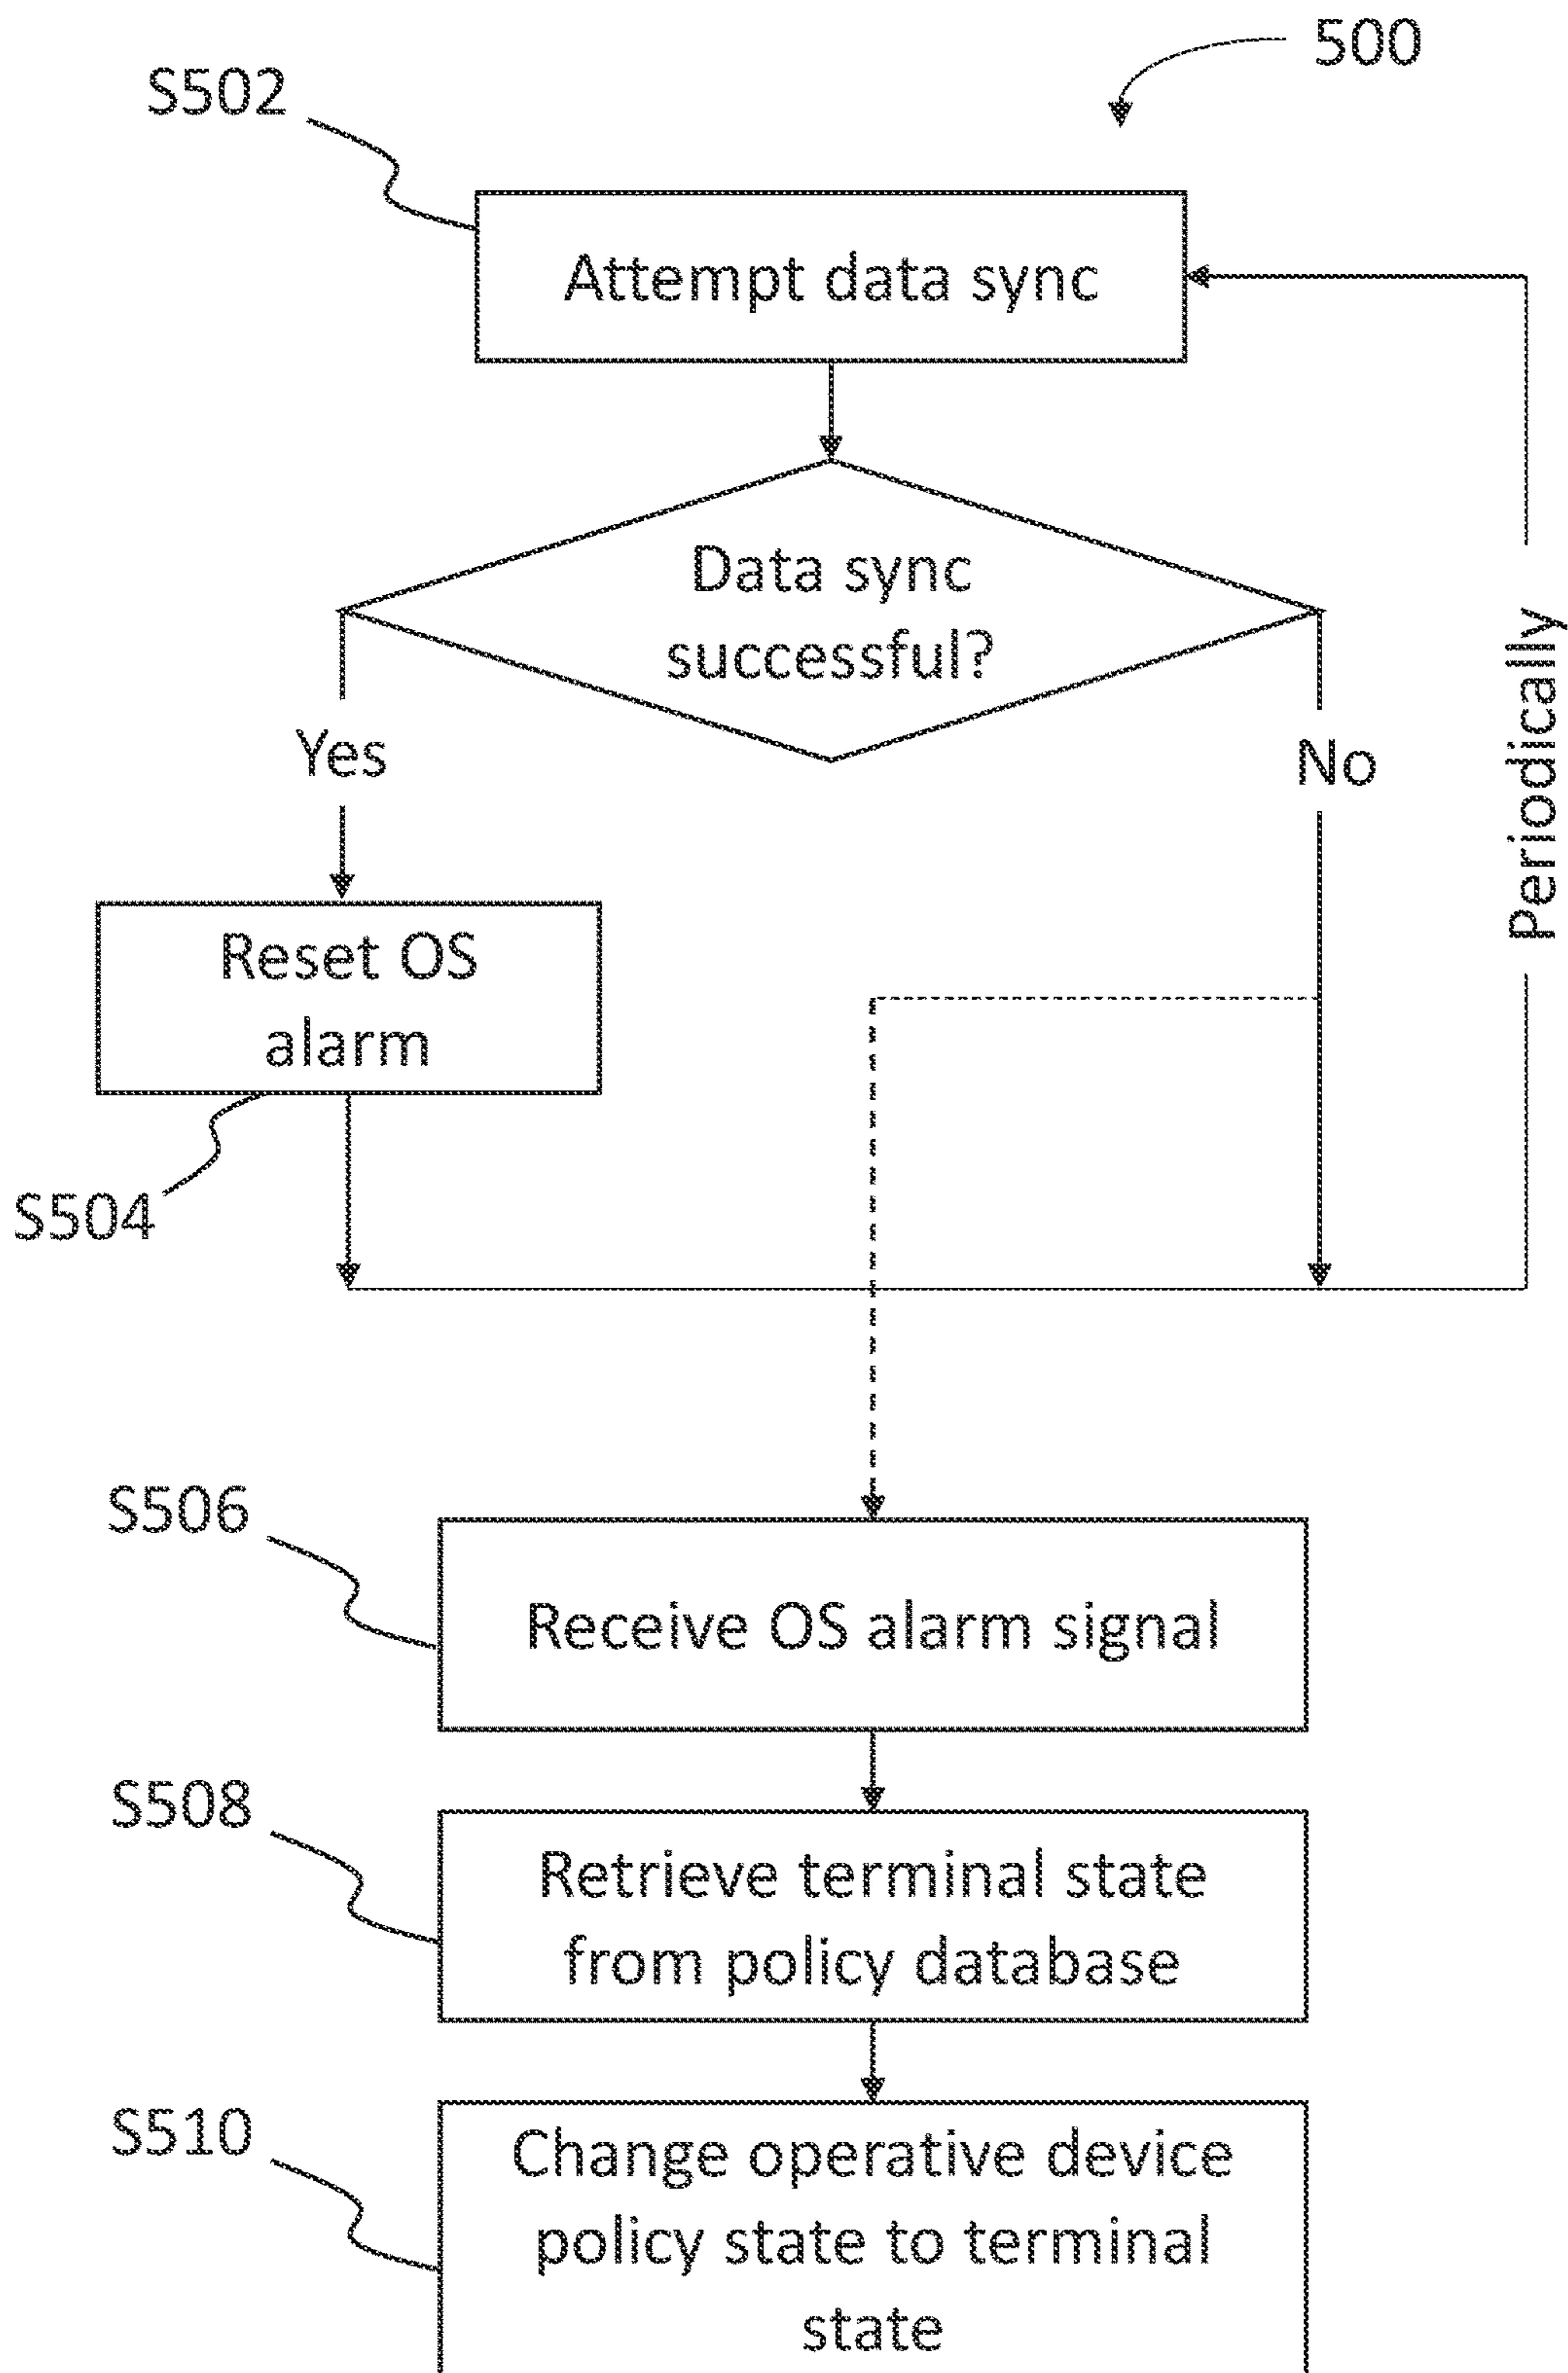 500
S502
Attempt data sync
Data sync
successful?
Yes
No
Periodically
Reset OS
alarm
S504
S506
Receive OS alarm signal
S508
Retrieve terminal state
from policy database
S510
Change operative device
policy state to terminal
state